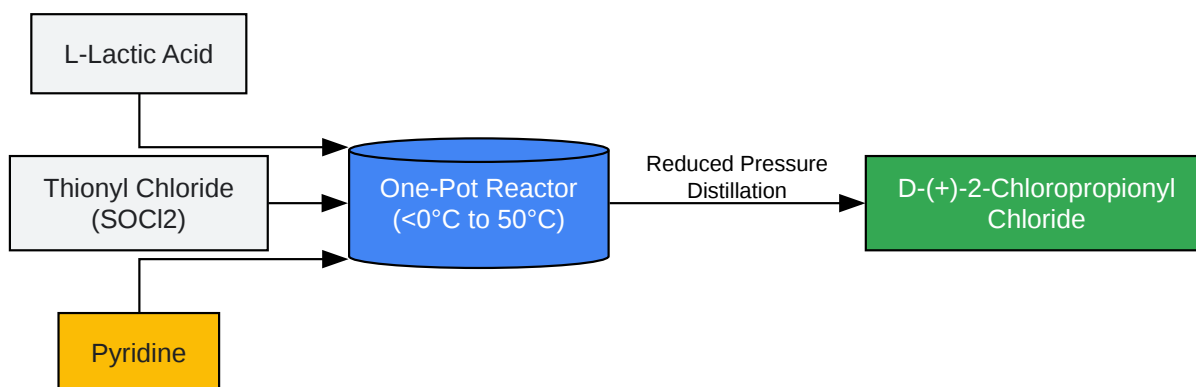 L-Lactic Acid
Thionyl Chloride
(SOCl2)
Pyridine
One-Pot Reactor
(<0°C to 50°C)
Reduced Pressure
Distillation
D-(+)-2-Chloropropionyl
Chloride